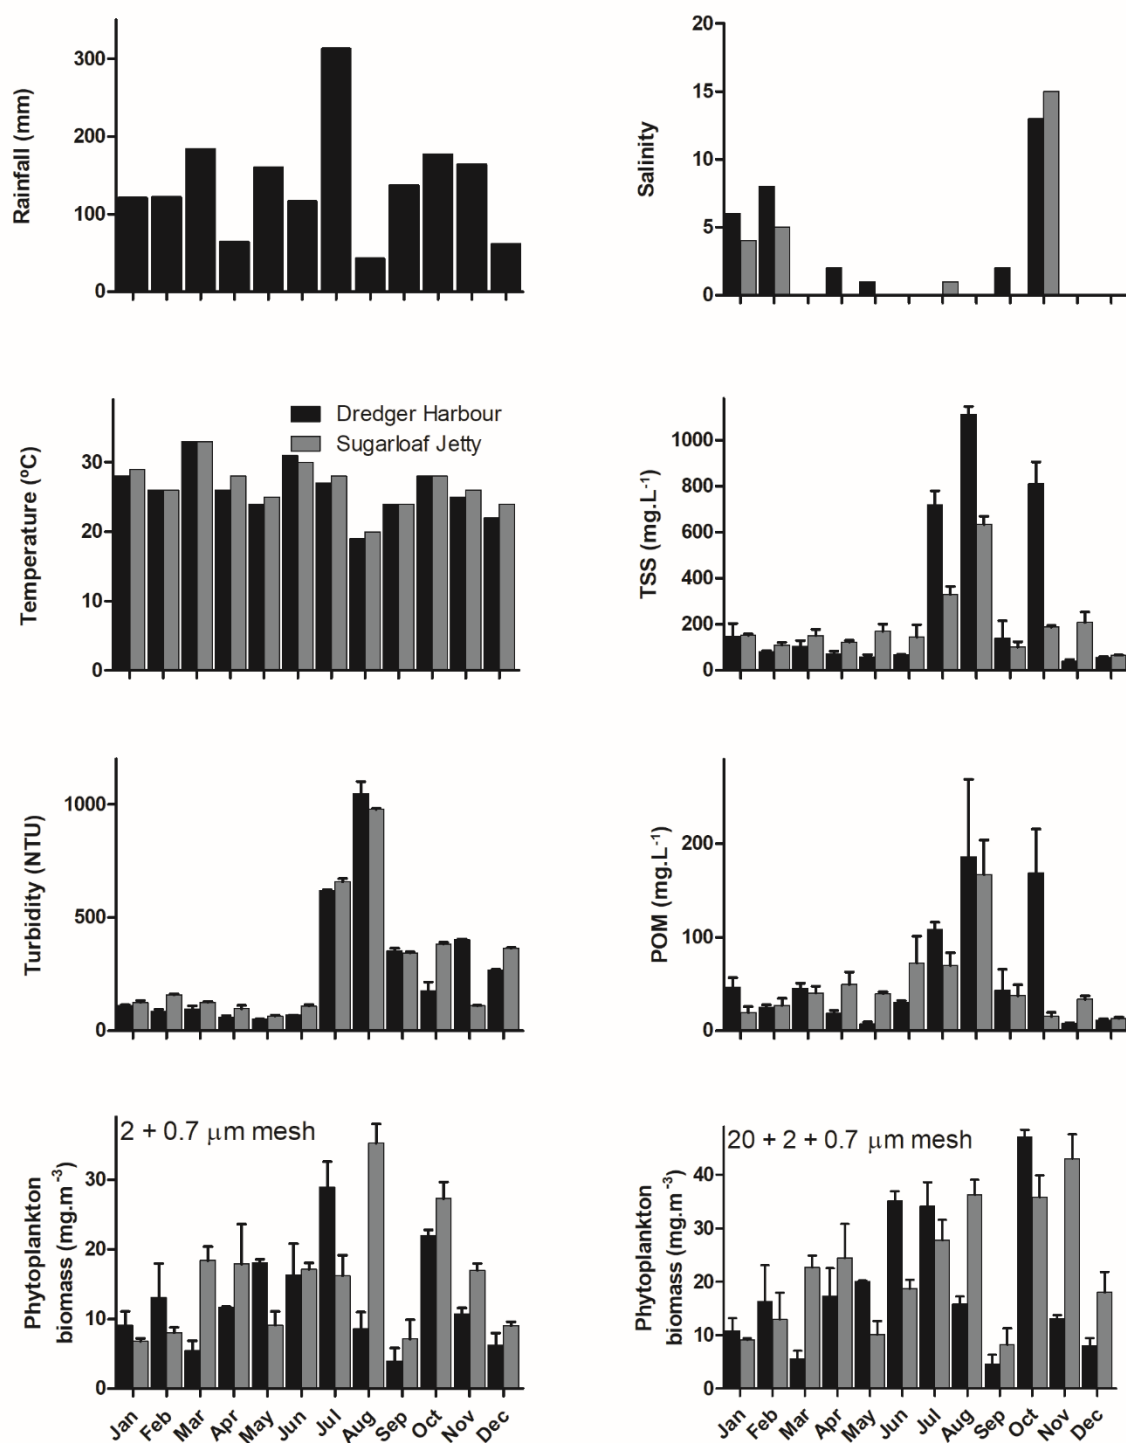 Rainfall (mm)
300
200
100
0
Salinity
20
15
10
5
0
Temperature (ºC)
30
20
10
0
Dredger Harbour
Sugarloaf Jetty
TSS (mg.L⁻¹)
1000
800
600
400
200
0
Turbidity (NTU)
1000
500
0
POM (mg.L⁻¹)
200
100
0
Phytoplankton
biomass (mg.m⁻³)
2 + 0.7 μm mesh
30
20
10
0
Jan Feb Mar Apr May Jun Jul Aug Sep Oct Nov Dec
Phytoplankton
biomass (mg.m⁻³)
20 + 2 + 0.7 μm mesh
40
30
20
10
0
Jan Feb Mar Apr May Jun Jul Aug Sep Oct Nov Dec